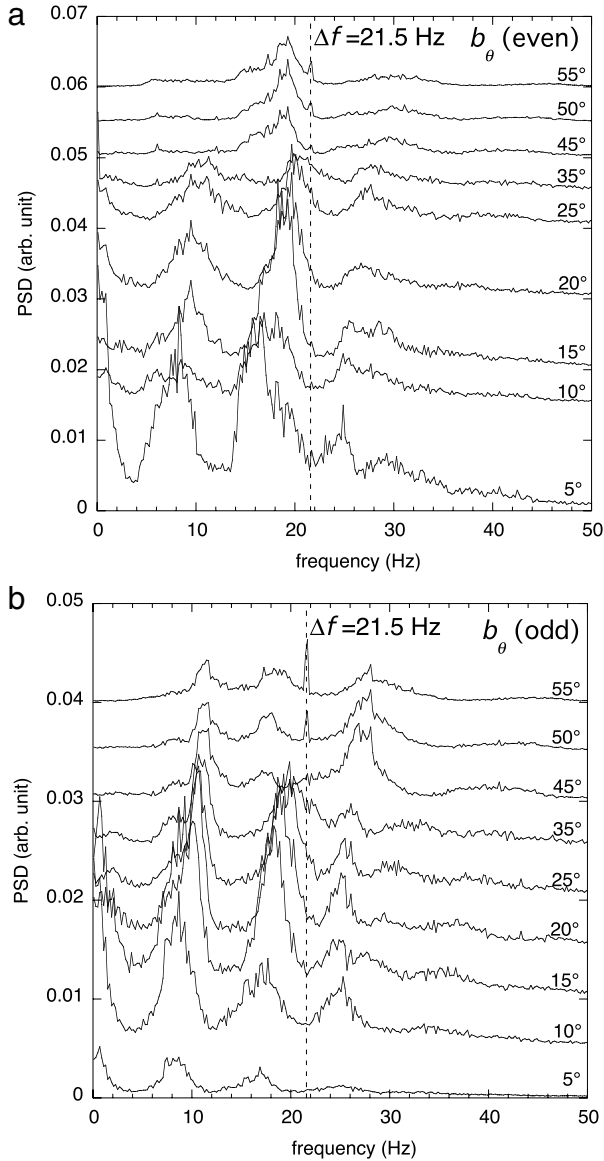 a
0.07
Δf =21.5 Hz
bθ (even)
0.06
55°
50°
0.05
45°
35°
0.04
25°
PSD (arb. unit)
0.03
20°
0.02
15°
10°
0.01
5°
0
0 10 20 30 40 50
frequency (Hz)
b
0.05
Δf =21.5 Hz
bθ (odd)
0.04
55°
50°
45°
0.03
35°
PSD (arb. unit)
25°
0.02
20°
15°
0.01
10°
5°
0
0 10 20 30 40 50
frequency (Hz)